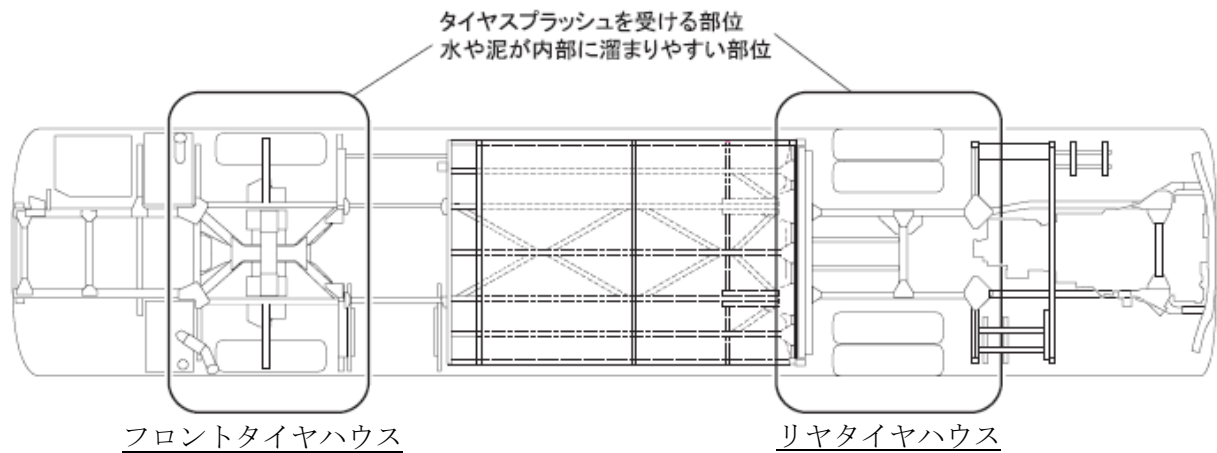 タイヤスプラッシュを受ける部位
水や泥が内部に溜まりやすい部位
フロントタイヤハウス
リヤタイヤハウス